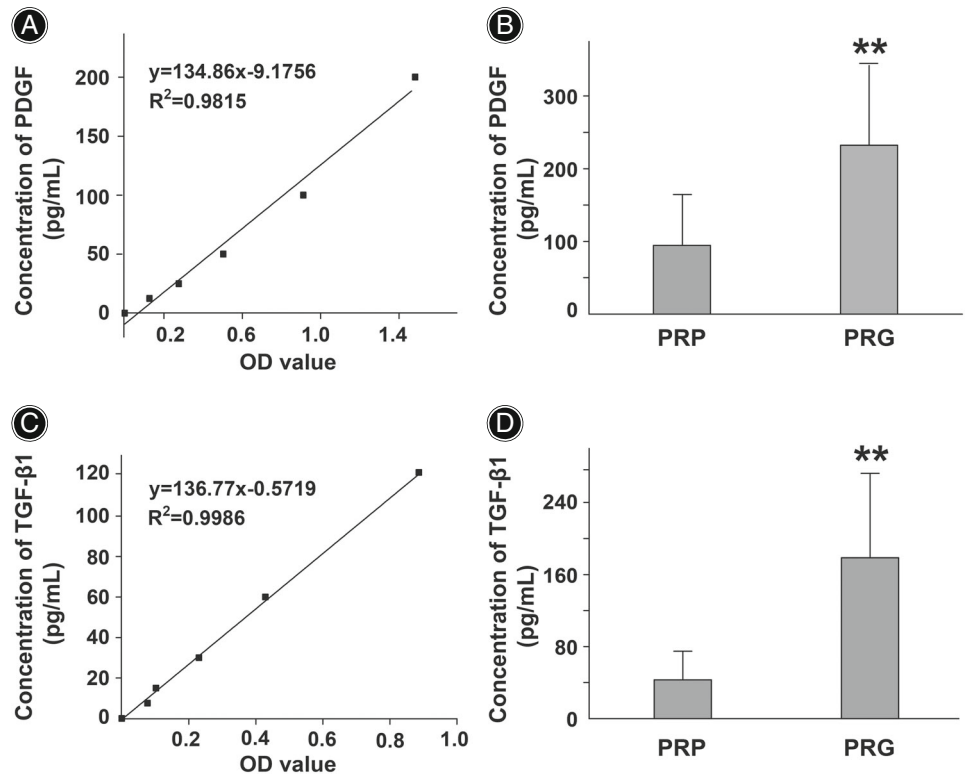 A
Concentration of PDGF
(pg/mL)
y=134.86x-9.1756
R²=0.9815
200
150
100
50
0
0.2
0.6
1.0
1.4
OD value
B
Concentration of PDGF
(pg/mL)
**
300
200
100
0
PRP
PRG
C
Concentration of TGF-β1
(pg/mL)
y=136.77x-0.5719
R²=0.9986
120
100
80
60
40
20
0
0.2
0.4
0.6
0.8
1.0
OD value
D
Concentration of TGF-β1
(pg/mL)
**
240
160
80
0
PRP
PRG